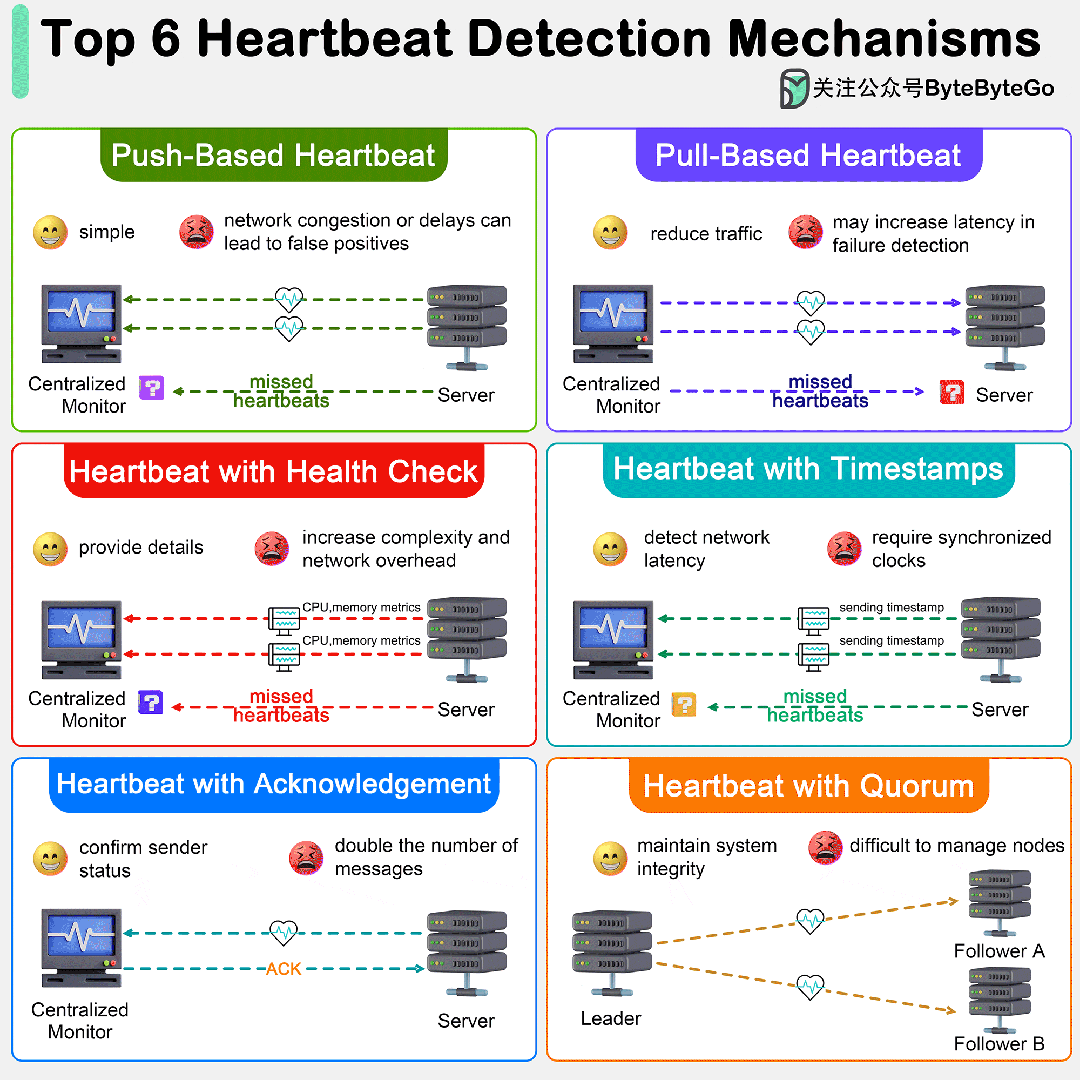 Top 6 Heartbeat Detection Mechanisms
关注公众号ByteByteGo
Push-Based Heartbeat
simple
network congestion or delays can
lead to false positives
Centralized
Monitor
?
missed
heartbeats
Server
Pull-Based Heartbeat
reduce traffic
may increase latency in
failure detection
Centralized
Monitor
missed
heartbeats
?
Server
Heartbeat with Health Check
provide details
increase complexity and
network overhead
CPU,memory metrics
CPU,memory metrics
Centralized
Monitor
?
missed
heartbeats
Server
Heartbeat with Timestamps
detect network
latency
require synchronized
clocks
sending timestamp
sending timestamp
Centralized
Monitor
?
missed
heartbeats
Server
Heartbeat with Acknowledgement
confirm sender
status
double the number of
messages
ACK
Centralized
Monitor
Server
Heartbeat with Quorum
maintain system
integrity
difficult to manage nodes
Follower A
Leader
Follower B